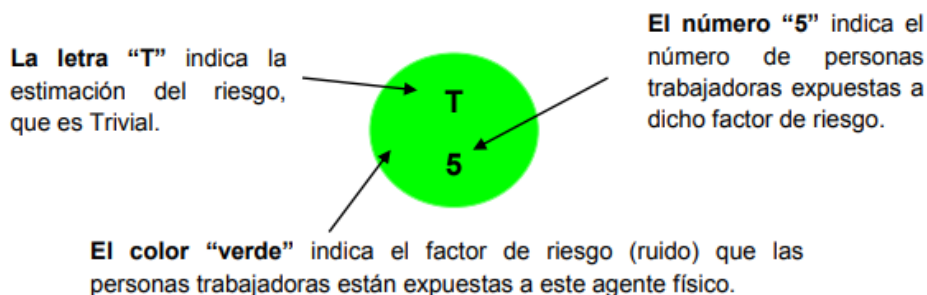 La letra “T” indica la
estimación del riesgo,
que es Trivial.
T
5
El número “5” indica el
número de personas
trabajadoras expuestas a
dicho factor de riesgo.
El color “verde” indica el factor de riesgo (ruido) que las
personas trabajadoras están expuestas a este agente físico.